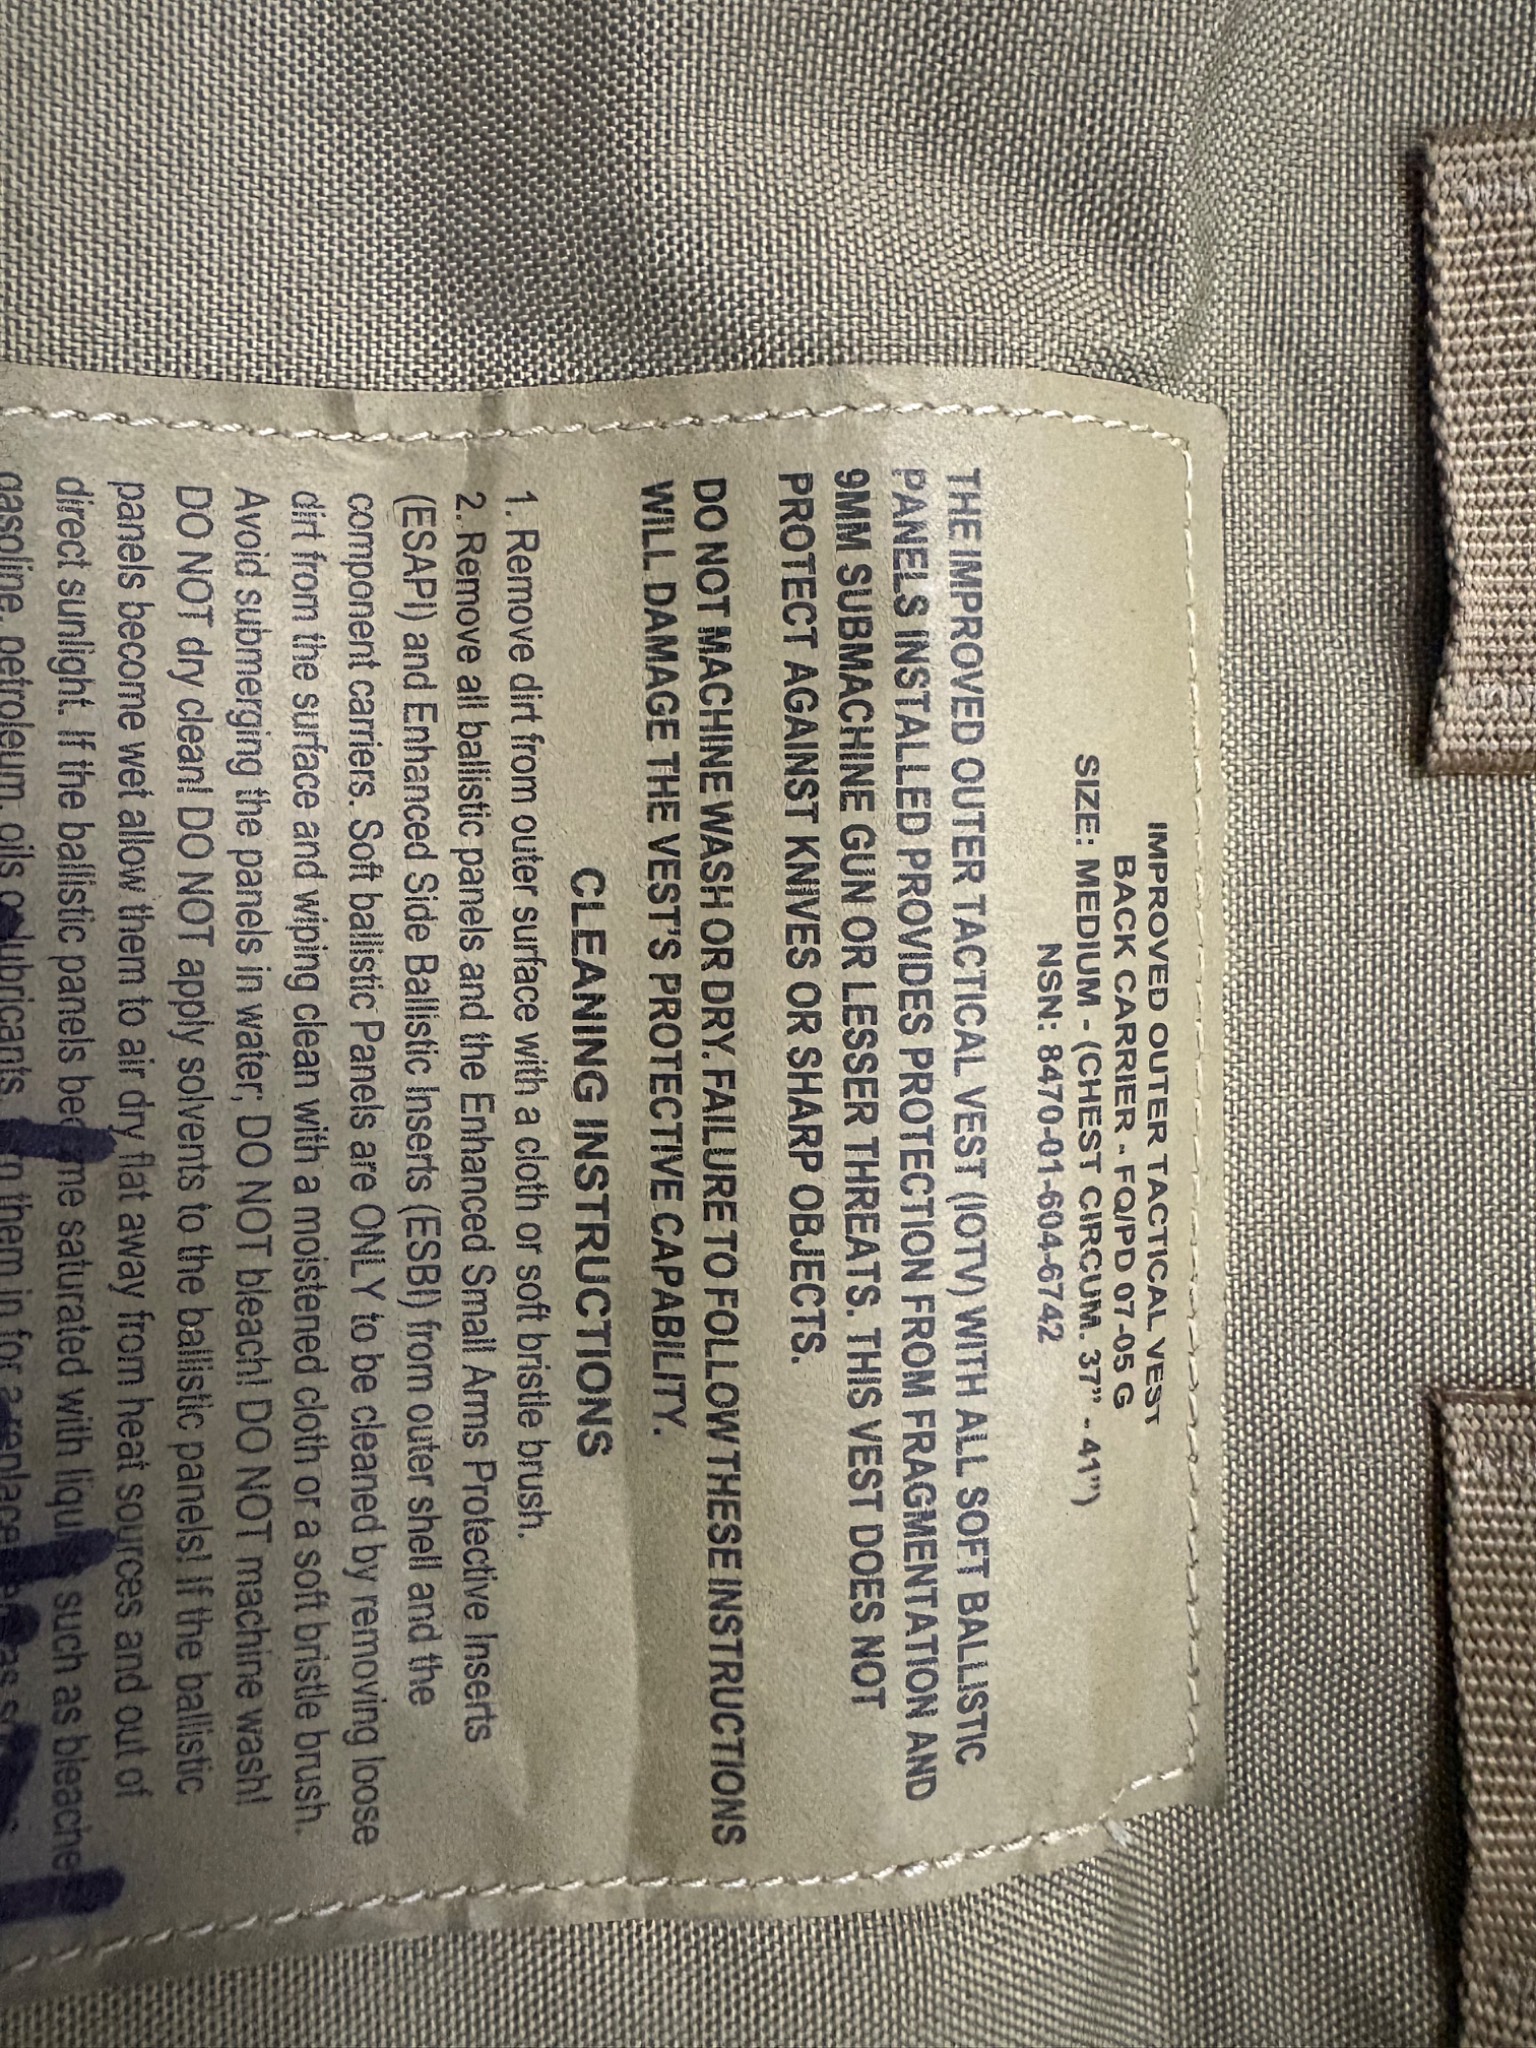 IMPROVED OUTER TACTICAL VEST
BACK CARRIER - FQ/PD 07-05 G
SIZE: MEDIUM - (CHEST CIRCUM. 37" - 41")
NSN: 8470-01-604-6742
THE IMPROVED OUTER TACTICAL VEST (IOTV) WITH ALL SOFT BALLISTIC
PANELS INSTALLED PROVIDES PROTECTION FROM FRAGMENTATION AND
9MM SUBMACHINE GUN OR LESSER THREATS. THIS VEST DOES NOT
PROTECT AGAINST KNIVES OR SHARP OBJECTS.
DO NOT MACHINE WASH OR DRY. FAILURE TO FOLLOW THESE INSTRUCTIONS
WILL DAMAGE THE VEST'S PROTECTIVE CAPABILITY.
CLEANING INSTRUCTIONS
1. Remove dirt from outer surface with a cloth or soft bristle brush.
2. Remove all ballistic panels and the Enhanced Small Arms Protective Inserts
(ESAPI) and Enhanced Side Ballistic Inserts (ESBI) from outer shell and the
component carriers. Soft ballistic Panels are ONLY to be cleaned by removing loose
dirt from the surface and wiping clean with a moistened cloth or a soft bristle brush.
Avoid submerging the panels in water; DO NOT bleach! DO NOT machine wash!
DO NOT dry clean! DO NOT apply solvents to the ballistic panels! If the ballistic
panels become wet allow them to air dry flat away from heat sources and out of
direct sunlight. If the ballistic panels become saturated with liquid such as bleache
gasoline, petroleum, oils or lubricants, them in for a